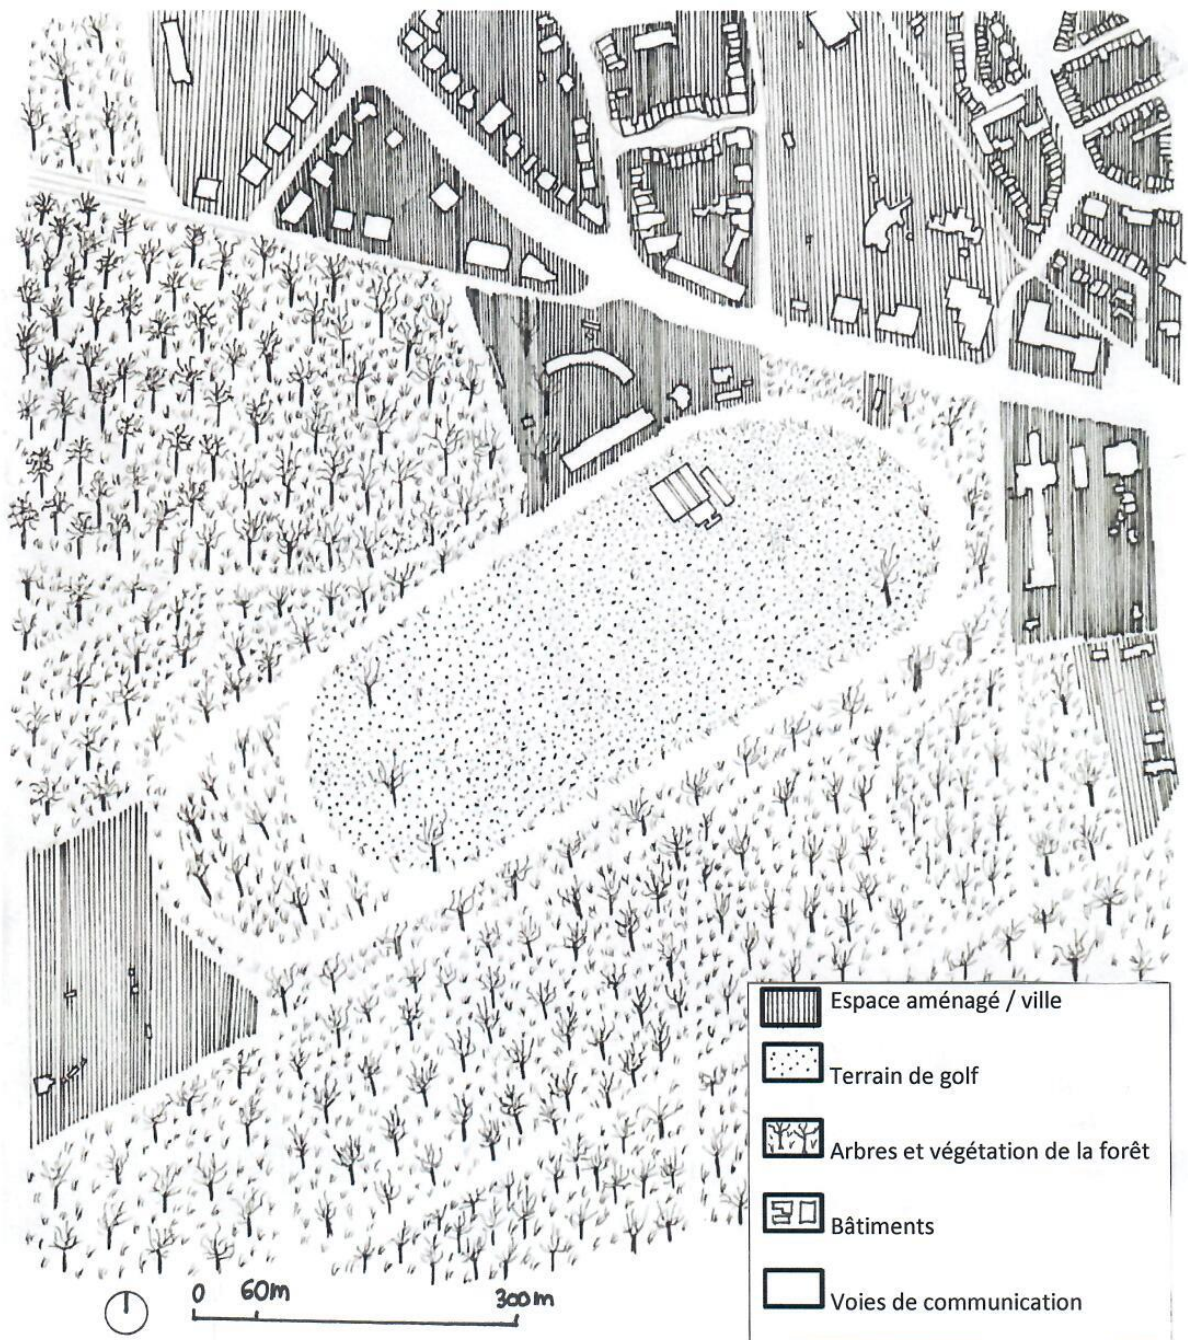 Espace aménagé / ville
Terrain de golf
Arbres et végétation de la forêt
Bâtiments
Voies de communication
0 60m 300m